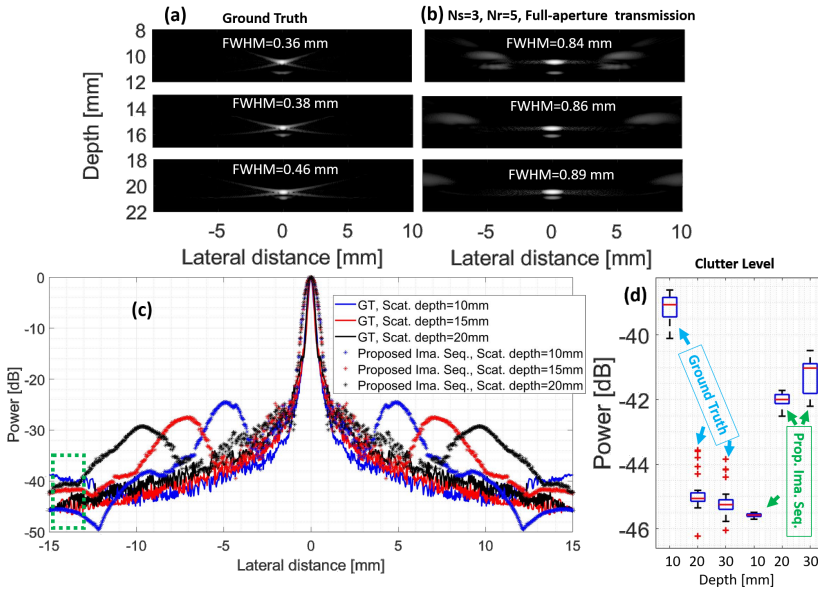 (a)
Ground Truth
(b)
Ns=3, Nr=5, Full-aperture transmission
8
10
12
FWHM=0.36 mm
FWHM=0.84 mm
14
16
FWHM=0.38 mm
FWHM=0.86 mm
18
20
22
FWHM=0.46 mm
FWHM=0.89 mm
Depth [mm]
-5 0 5 10
-5 0 5 10
Lateral distance [mm]
Lateral distance [mm]
(c)
0
-10
-20
-30
-40
-50
Power [dB]
GT, Scat. depth=10mm
GT, Scat. depth=15mm
GT, Scat. depth=20mm
Proposed Ima. Seq., Scat. depth=10mm
Proposed Ima. Seq., Scat. depth=15mm
Proposed Ima. Seq., Scat. depth=20mm
-15 -10 -5 0 5 10 15
Lateral distance [mm]
Clutter Level
(d)
-40
-42
-44
-46
Power [dB]
Ground Truth
Prop. Ima. Seq.
10 20 30 10 20 30
Depth [mm]